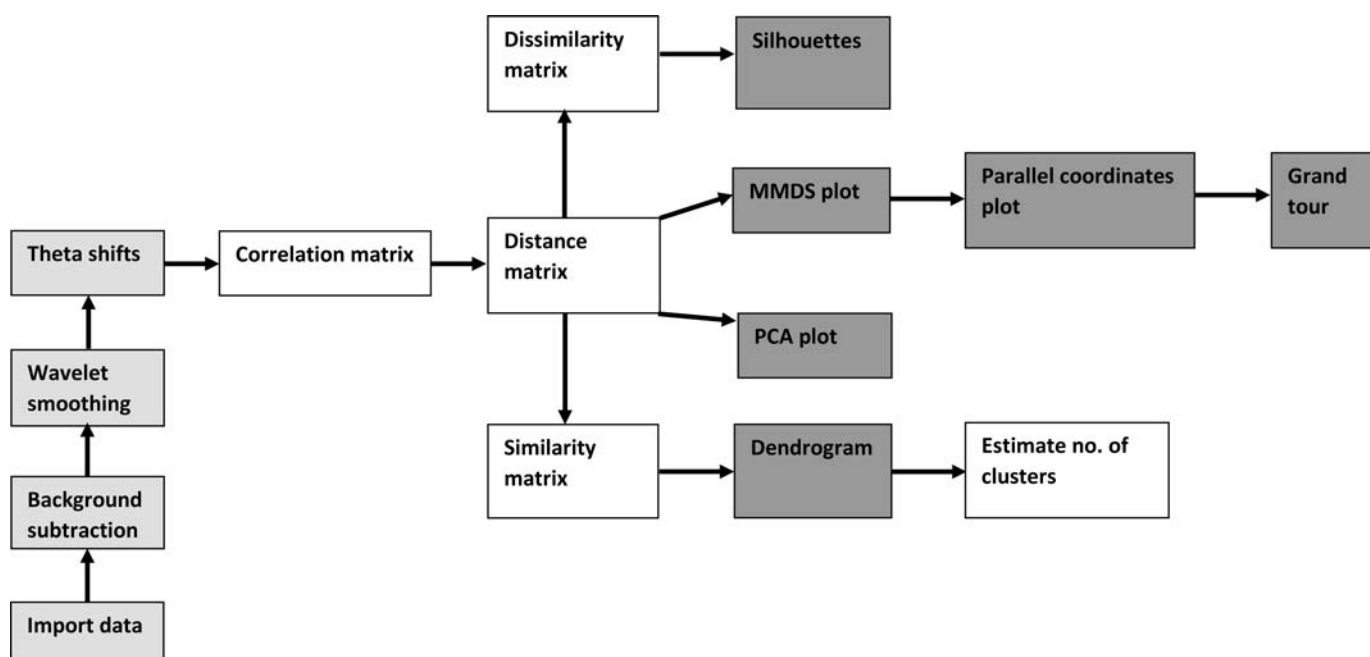 Dissimilarity
matrix
Silhouettes
MMDS plot
Parallel coordinates
plot
Grand
tour
Theta shifts
Correlation matrix
Distance
matrix
PCA plot
Wavelet
smoothing
Similarity
matrix
Dendrogram
Estimate no. of
clusters
Background
subtraction
Import data